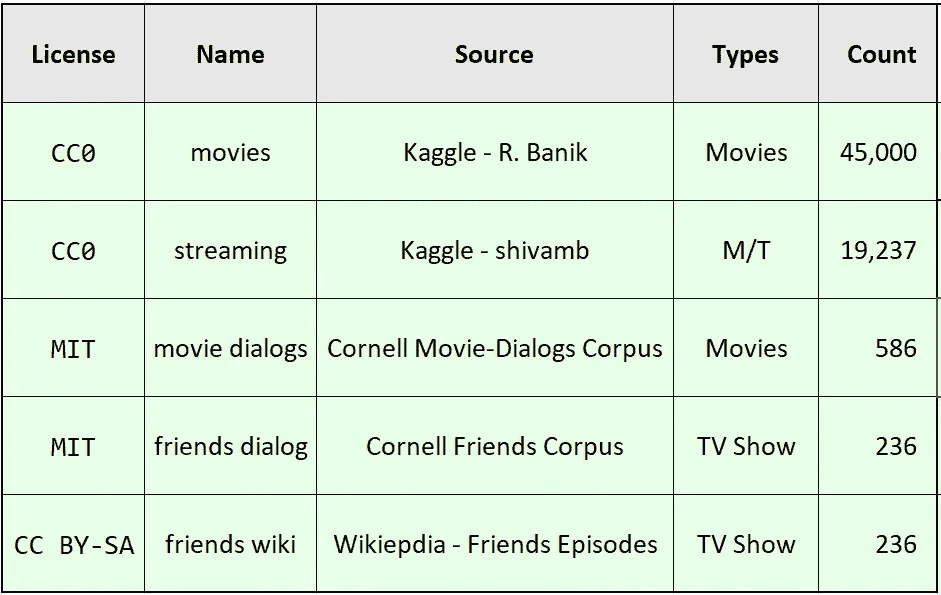 License Name Source Types Count
CC0 movies Kaggle - R. Banik Movies 45,000
CC0 streaming Kaggle - shivamb M/T 19,237
MIT movie dialogs Cornell Movie-Dialogs Corpus Movies 586
MIT friends dialog Cornell Friends Corpus TV Show 236
CC BY-SA friends wiki Wikiepdia - Friends Episodes TV Show 236